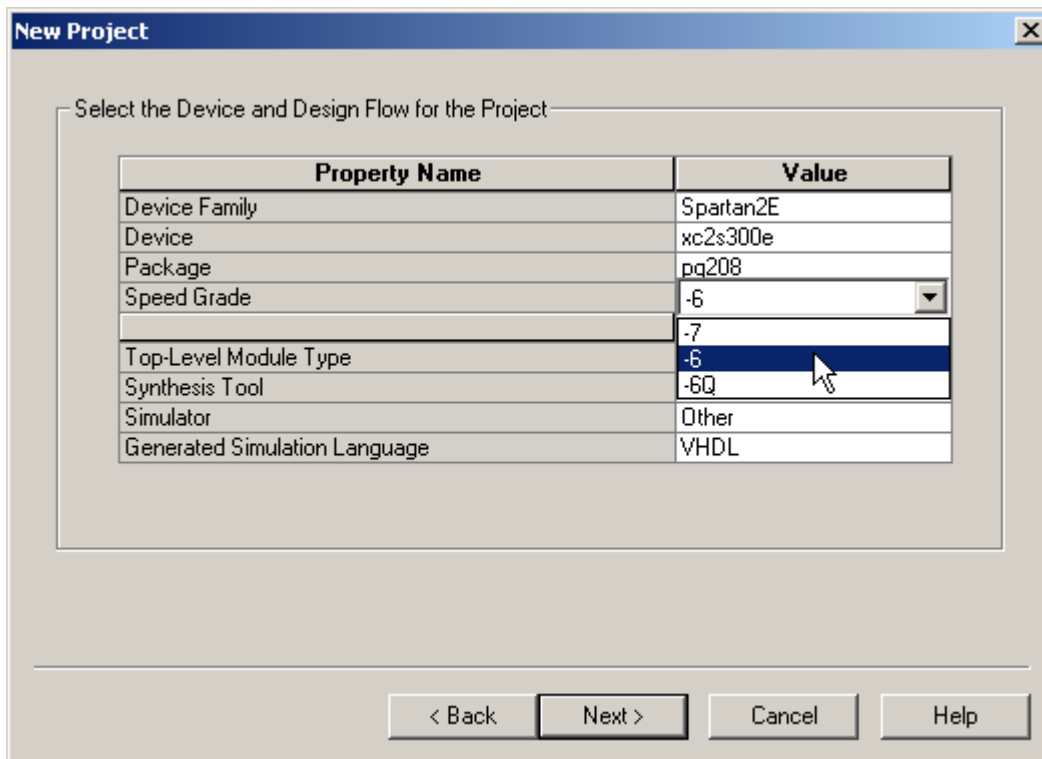 New Project
Select the Device and Design Flow for the Project
Property Name Value
Device Family Spartan2E
Device xc2s300e
Package pq208
Speed Grade -6
-7
Top-Level Module Type -6
Synthesis Tool -6Q
Simulator Other
Generated Simulation Language VHDL
< Back Next > Cancel Help